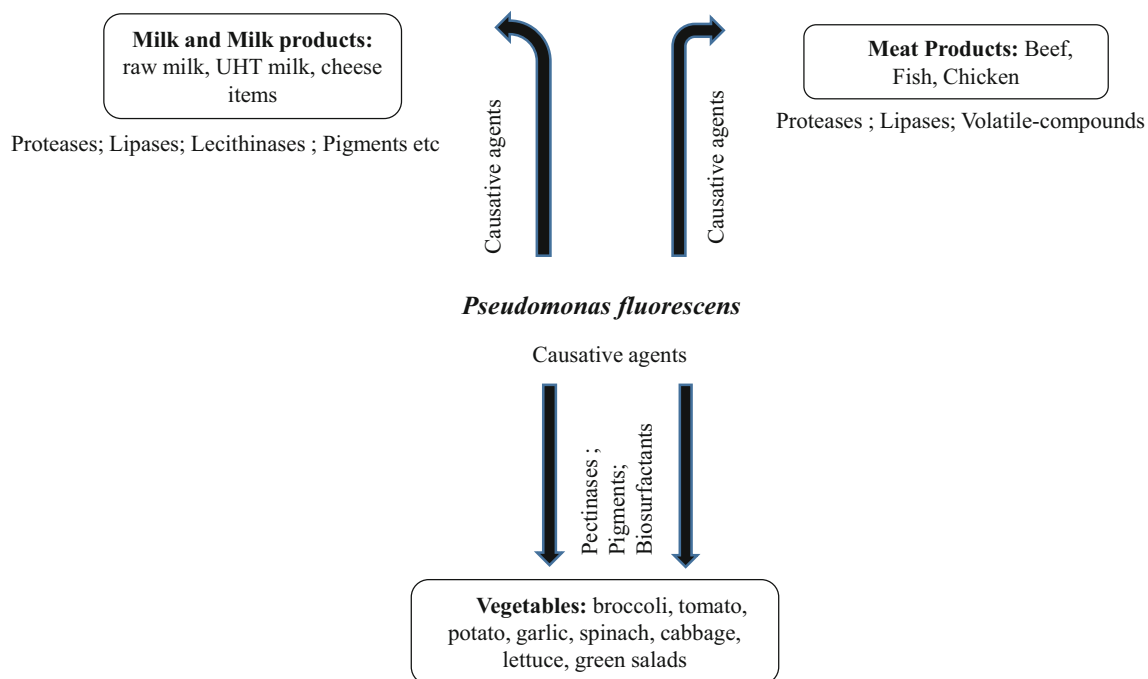 Milk and Milk products:
raw milk, UHT milk, cheese
items
Proteases; Lipases; Lecithinases ; Pigments etc
Causative agents
Causative agents
Meat Products: Beef,
Fish, Chicken
Proteases ; Lipases; Volatile-compounds
Pseudomonas fluorescens
Causative agents
Pectinases ;
Pigments;
Biosurfactants
Vegetables: broccoli, tomato,
potato, garlic, spinach, cabbage,
lettuce, green salads